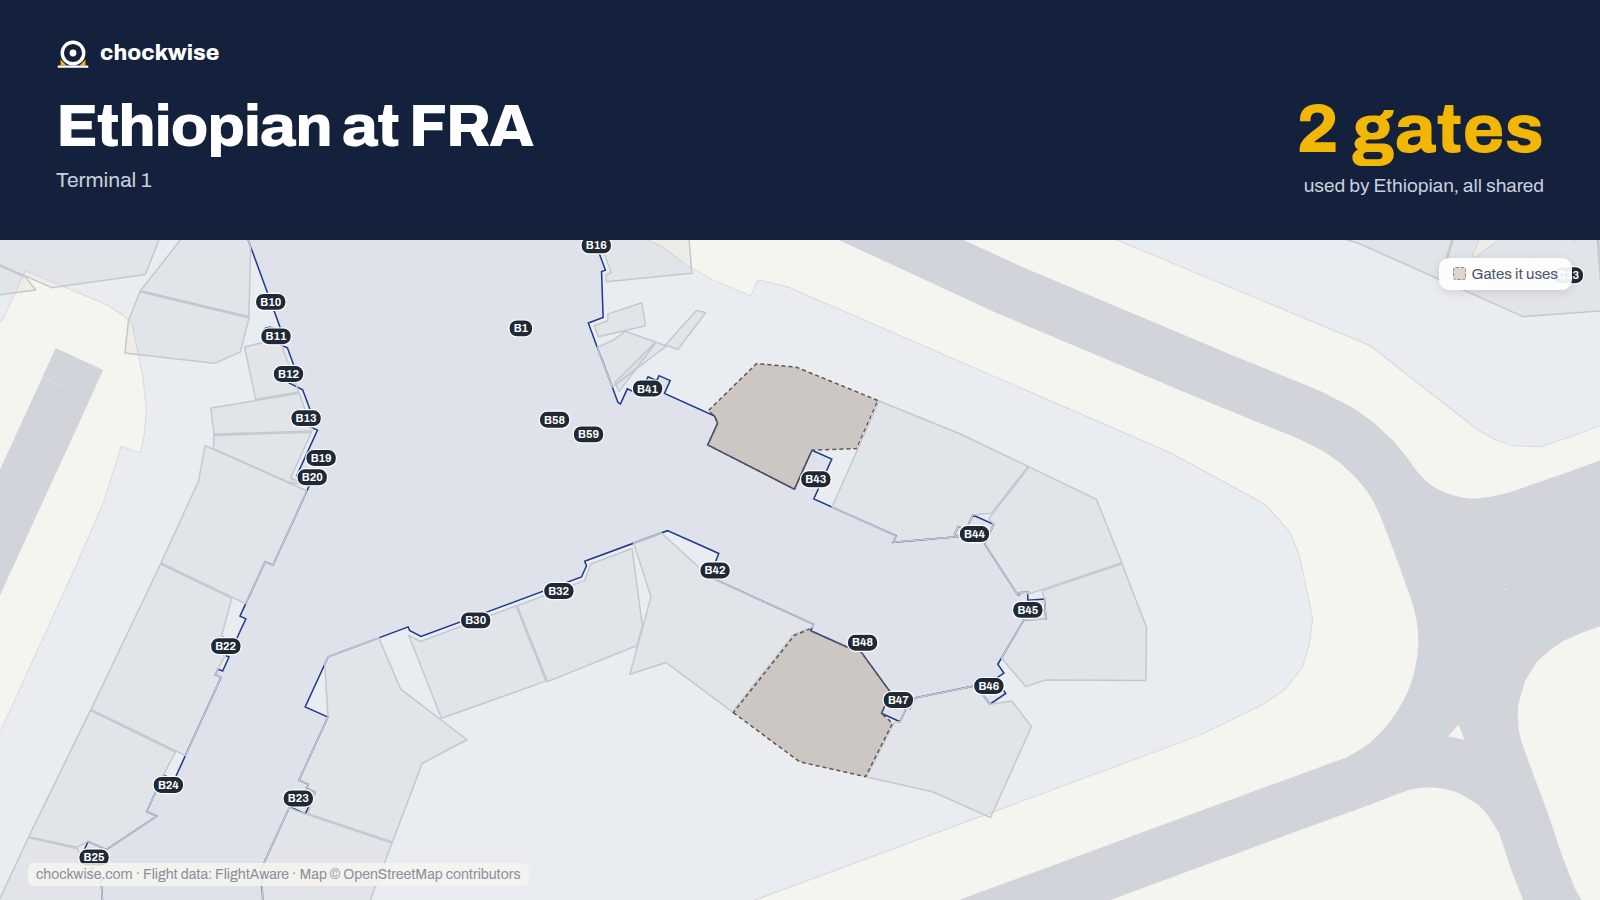 chockwise
Ethiopian at FRA
Terminal 1
2 gates
used by Ethiopian, all shared
B16
Gates it uses
B10
B1
B11
B12
B41
B13
B58
B59
B19
B20
B43
B44
B42
B32
B45
B30
B48
B22
B46
B47
B24
B23
B25
chockwise.com · Flight data: FlightAware · Map © OpenStreetMap contributors